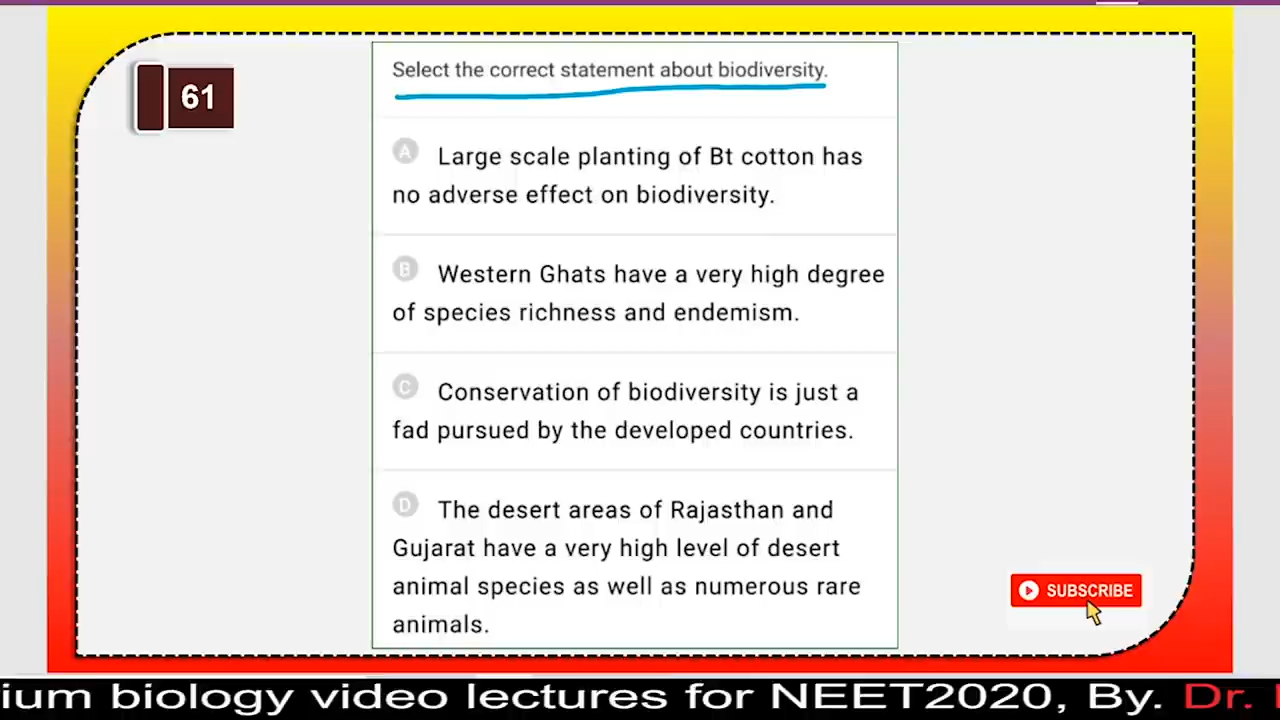 61
Select the correct statement about biodiversity.
A Large scale planting of Bt cotton has
no adverse effect on biodiversity.
B Western Ghats have a very high degree
of species richness and endemism.
C Conservation of biodiversity is just a
fad pursued by the developed countries.
D The desert areas of Rajasthan and
Gujarat have a very high level of desert
animal species as well as numerous rare
animals.
SUBSCRIBE
ium biology video lectures for NEET2020, By. Dr.